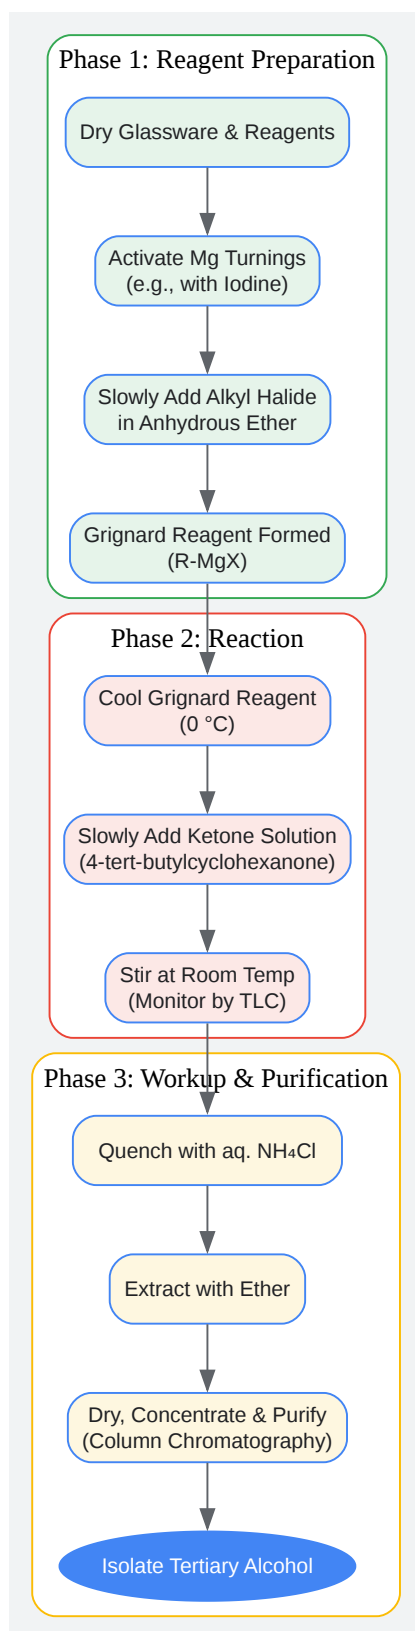 Phase 1: Reagent Preparation
Dry Glassware & Reagents
Activate Mg Turnings
(e.g., with Iodine)
Slowly Add Alkyl Halide
in Anhydrous Ether
Grignard Reagent Formed
(R-MgX)
Phase 2: Reaction
Cool Grignard Reagent
(0 °C)
Slowly Add Ketone Solution
(4-tert-butylcyclohexanone)
Stir at Room Temp
(Monitor by TLC)
Phase 3: Workup & Purification
Quench with aq. NH₄Cl
Extract with Ether
Dry, Concentrate & Purify
(Column Chromatography)
Isolate Tertiary Alcohol